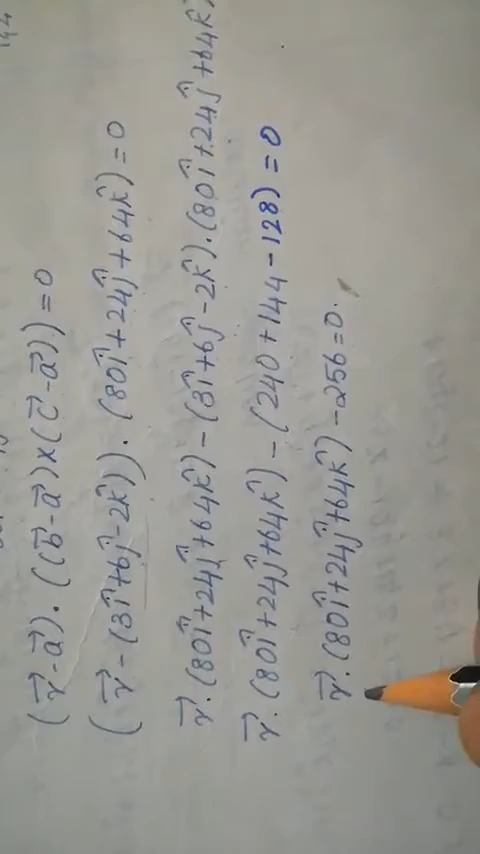 (r⃗-a⃗).((b⃗-a⃗)×(c⃗-a⃗))=0
(r⃗-(3î+6ĵ-2k̂)).(80î+24ĵ+64k̂)=0
r⃗.(80î+24ĵ+64k̂)-(3î+6ĵ-2k̂).(80î+24ĵ+64k̂)
r⃗.(80î+24ĵ+64k̂)-(240+144-128)=0
r⃗.(80î+24ĵ+64k̂)-256=0.